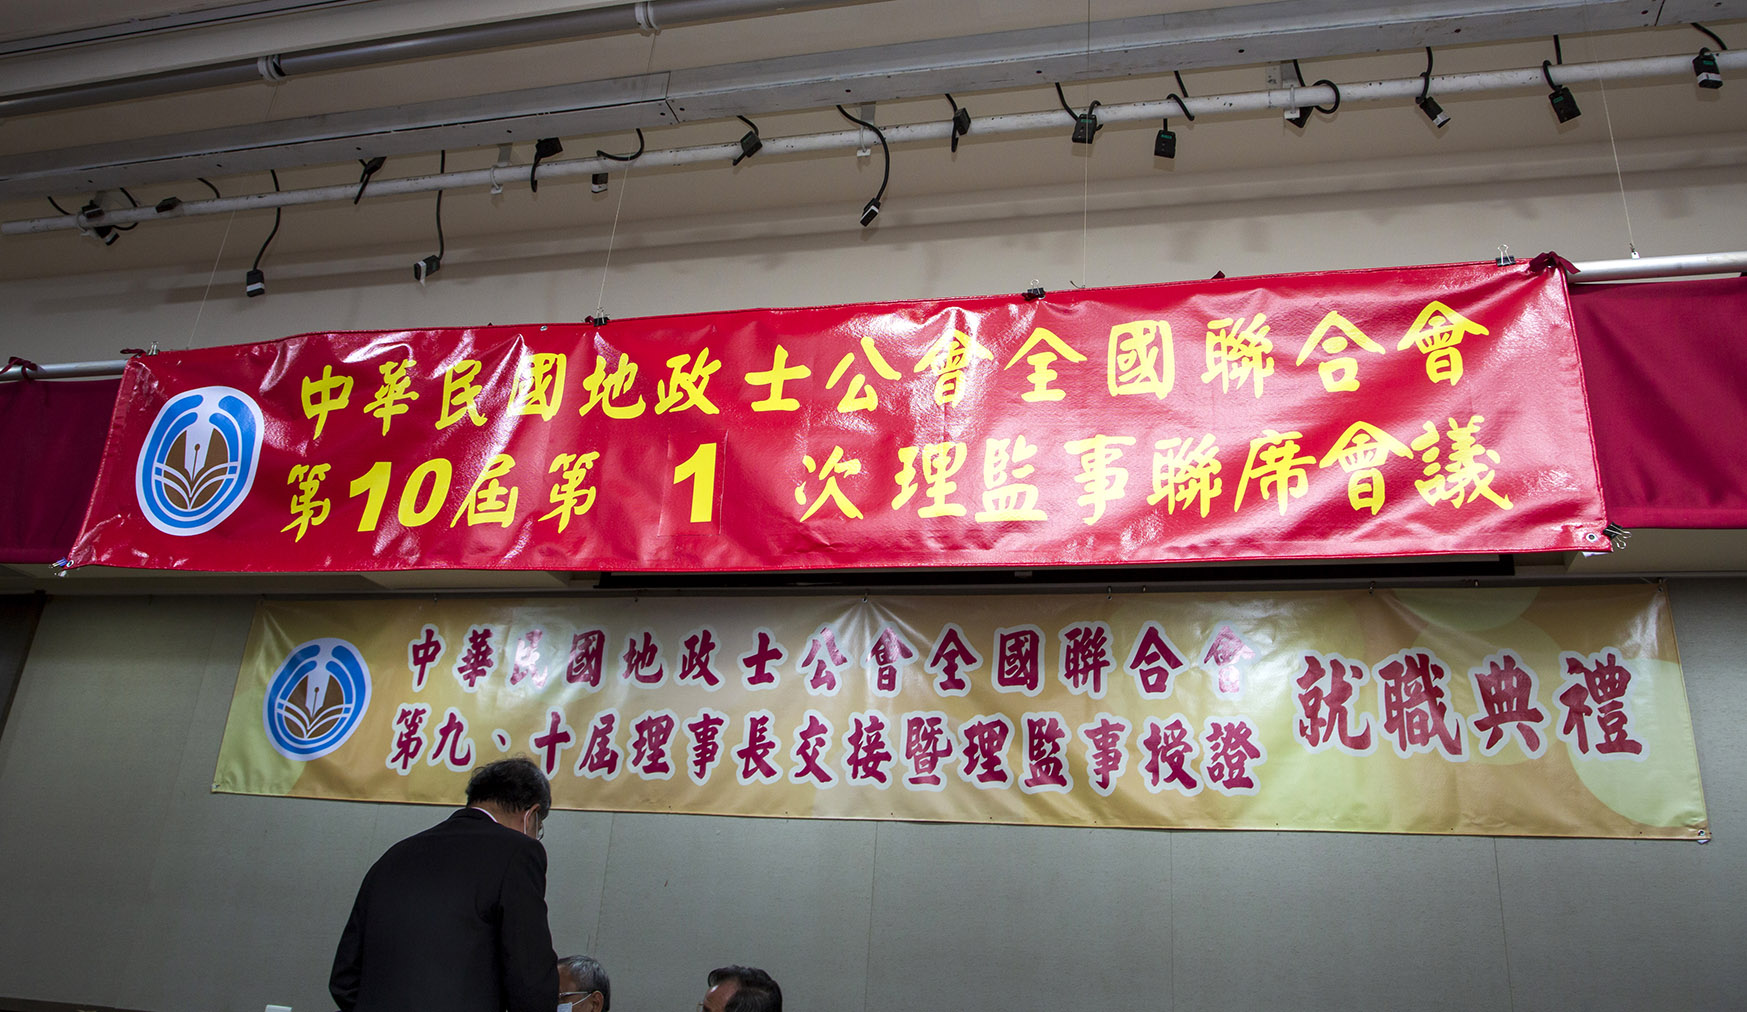 中華民國地政士公會全國聯合會
第10屆第 1 次理監事聯席會議
中華民國地政士公會全國聯合會
第九、十屆理事長交接暨理監事授證
就職典禮